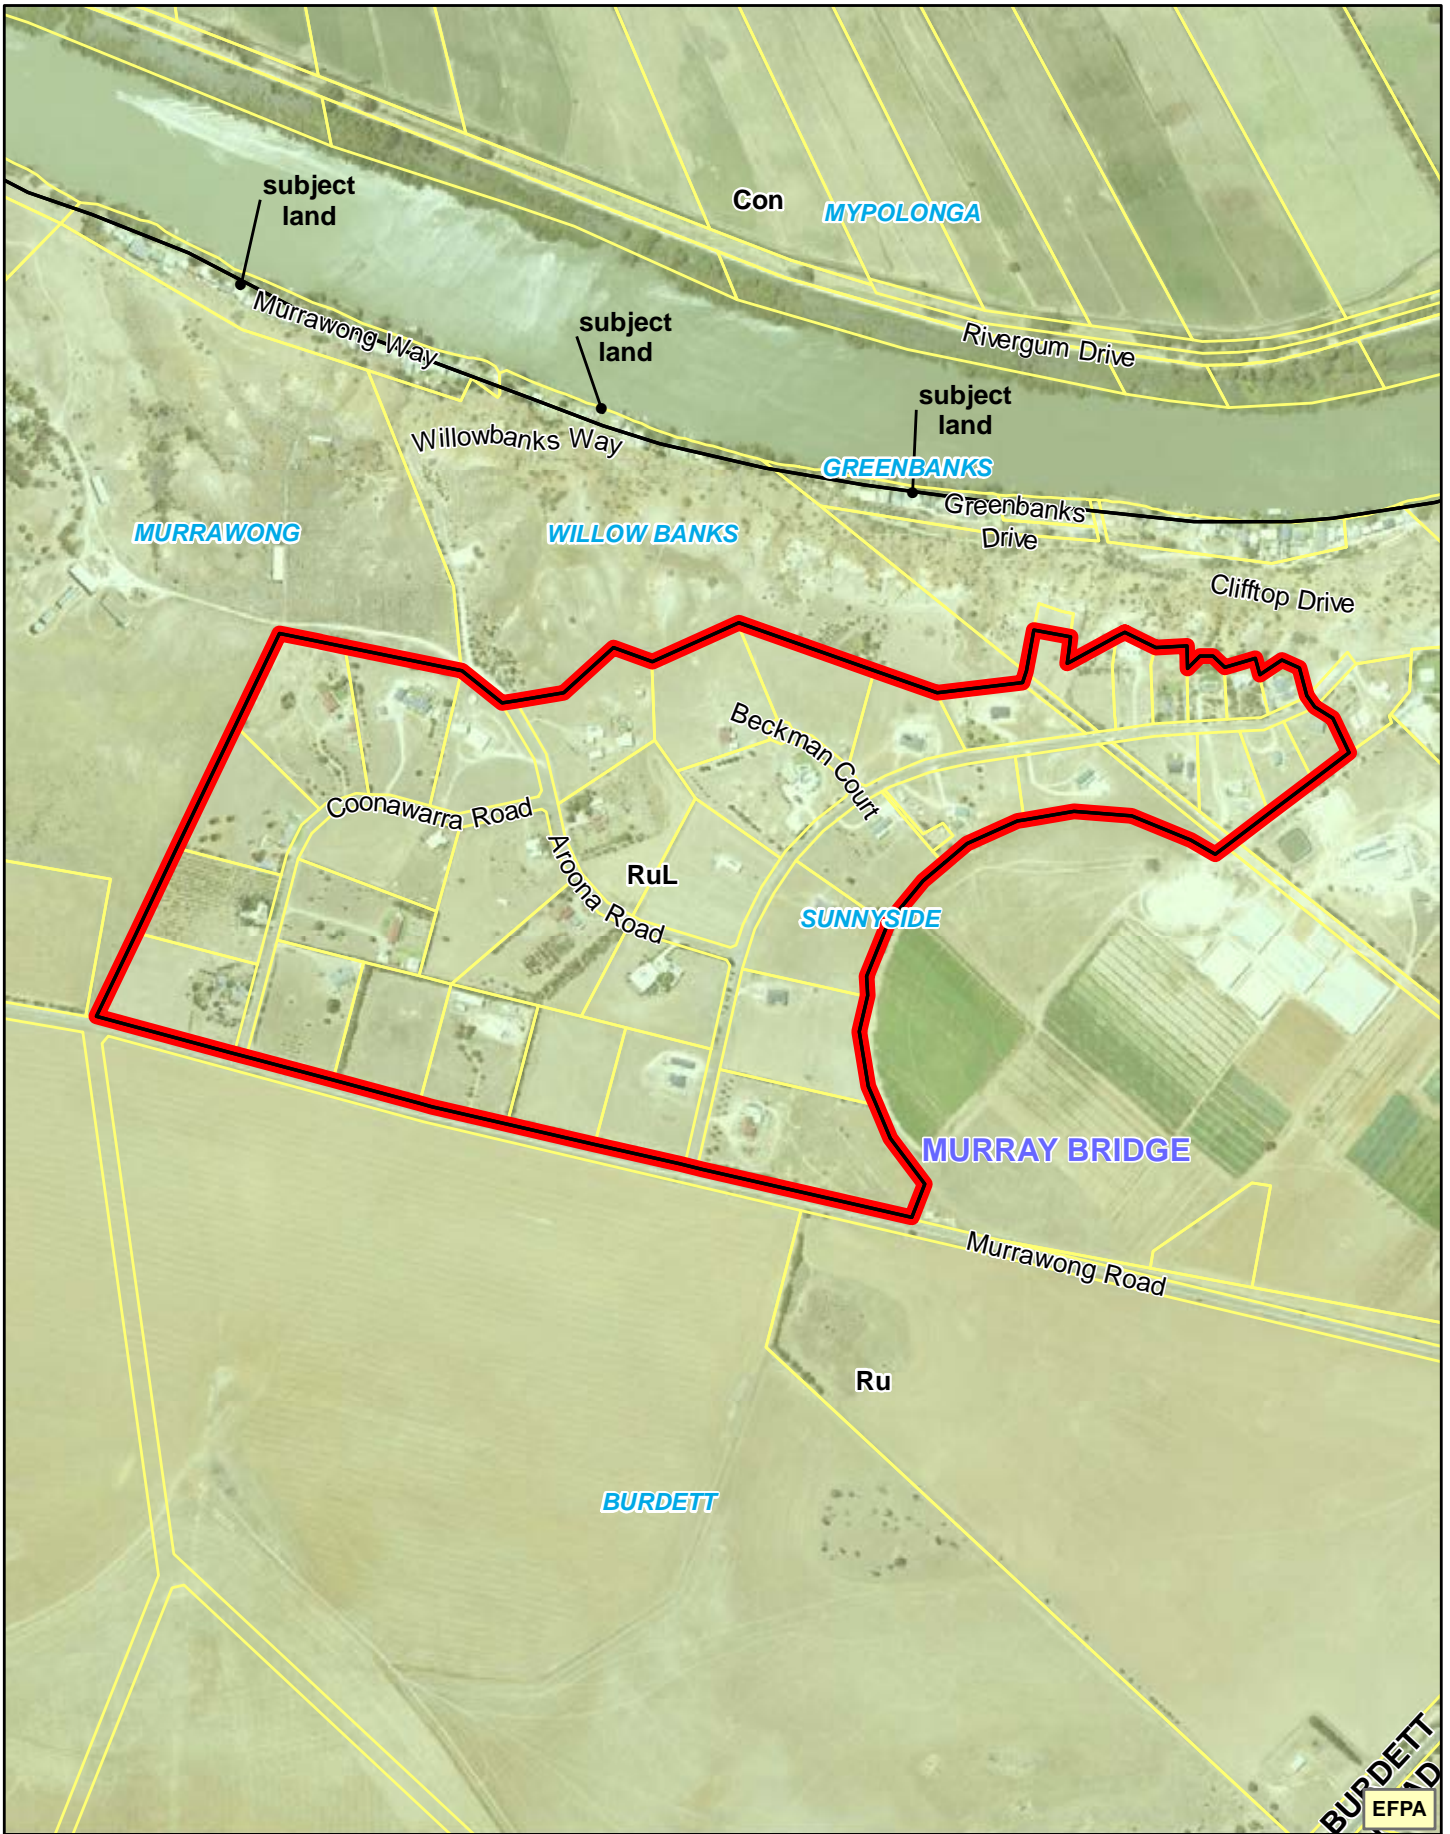 subject
land
Con
MYPOLONGA
Murrawong Way
subject
land
Rivergum Drive
subject
land
Willowbanks Way
GREENBANKS
Greenbanks
Drive
MURRAWONG
WILLOW BANKS
Clifftop Drive
Beckman Court
Coonawarra Road
Aroona Road
RuL
SUNNYSIDE
MURRAY BRIDGE
Murrawong Road
Ru
BURDETT
BURDETT
EFPA